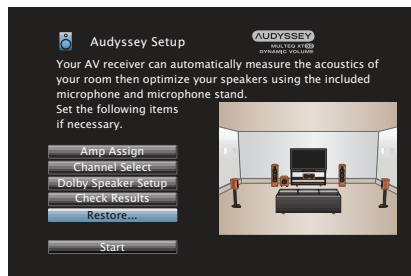 Audyssey Setup
AUDYSSEY
MULTEQ XT32
DYNAMIC VOLUME
Your AV receiver can automatically measure the acoustics of
your room then optimize your speakers using the included
microphone and microphone stand.
Set the following items
if necessary.
Amp Assign
Channel Select
Dolby Speaker Setup
Check Results
Restore...
Start